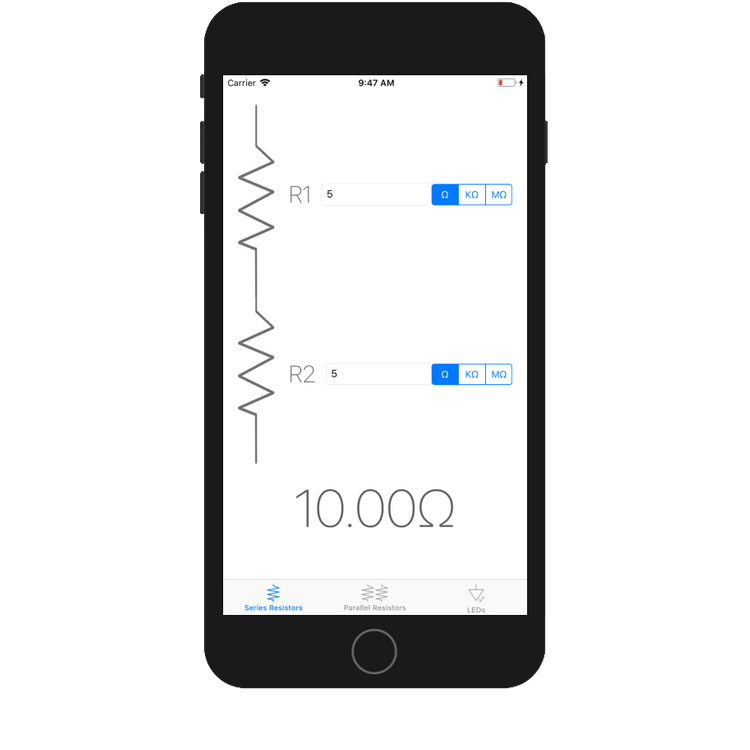 Carrier 9:47 AM
R1 5 Ω KΩ MΩ
R2 5 Ω KΩ MΩ
10.00Ω
Series Resistors Parallel Resistors LEDs